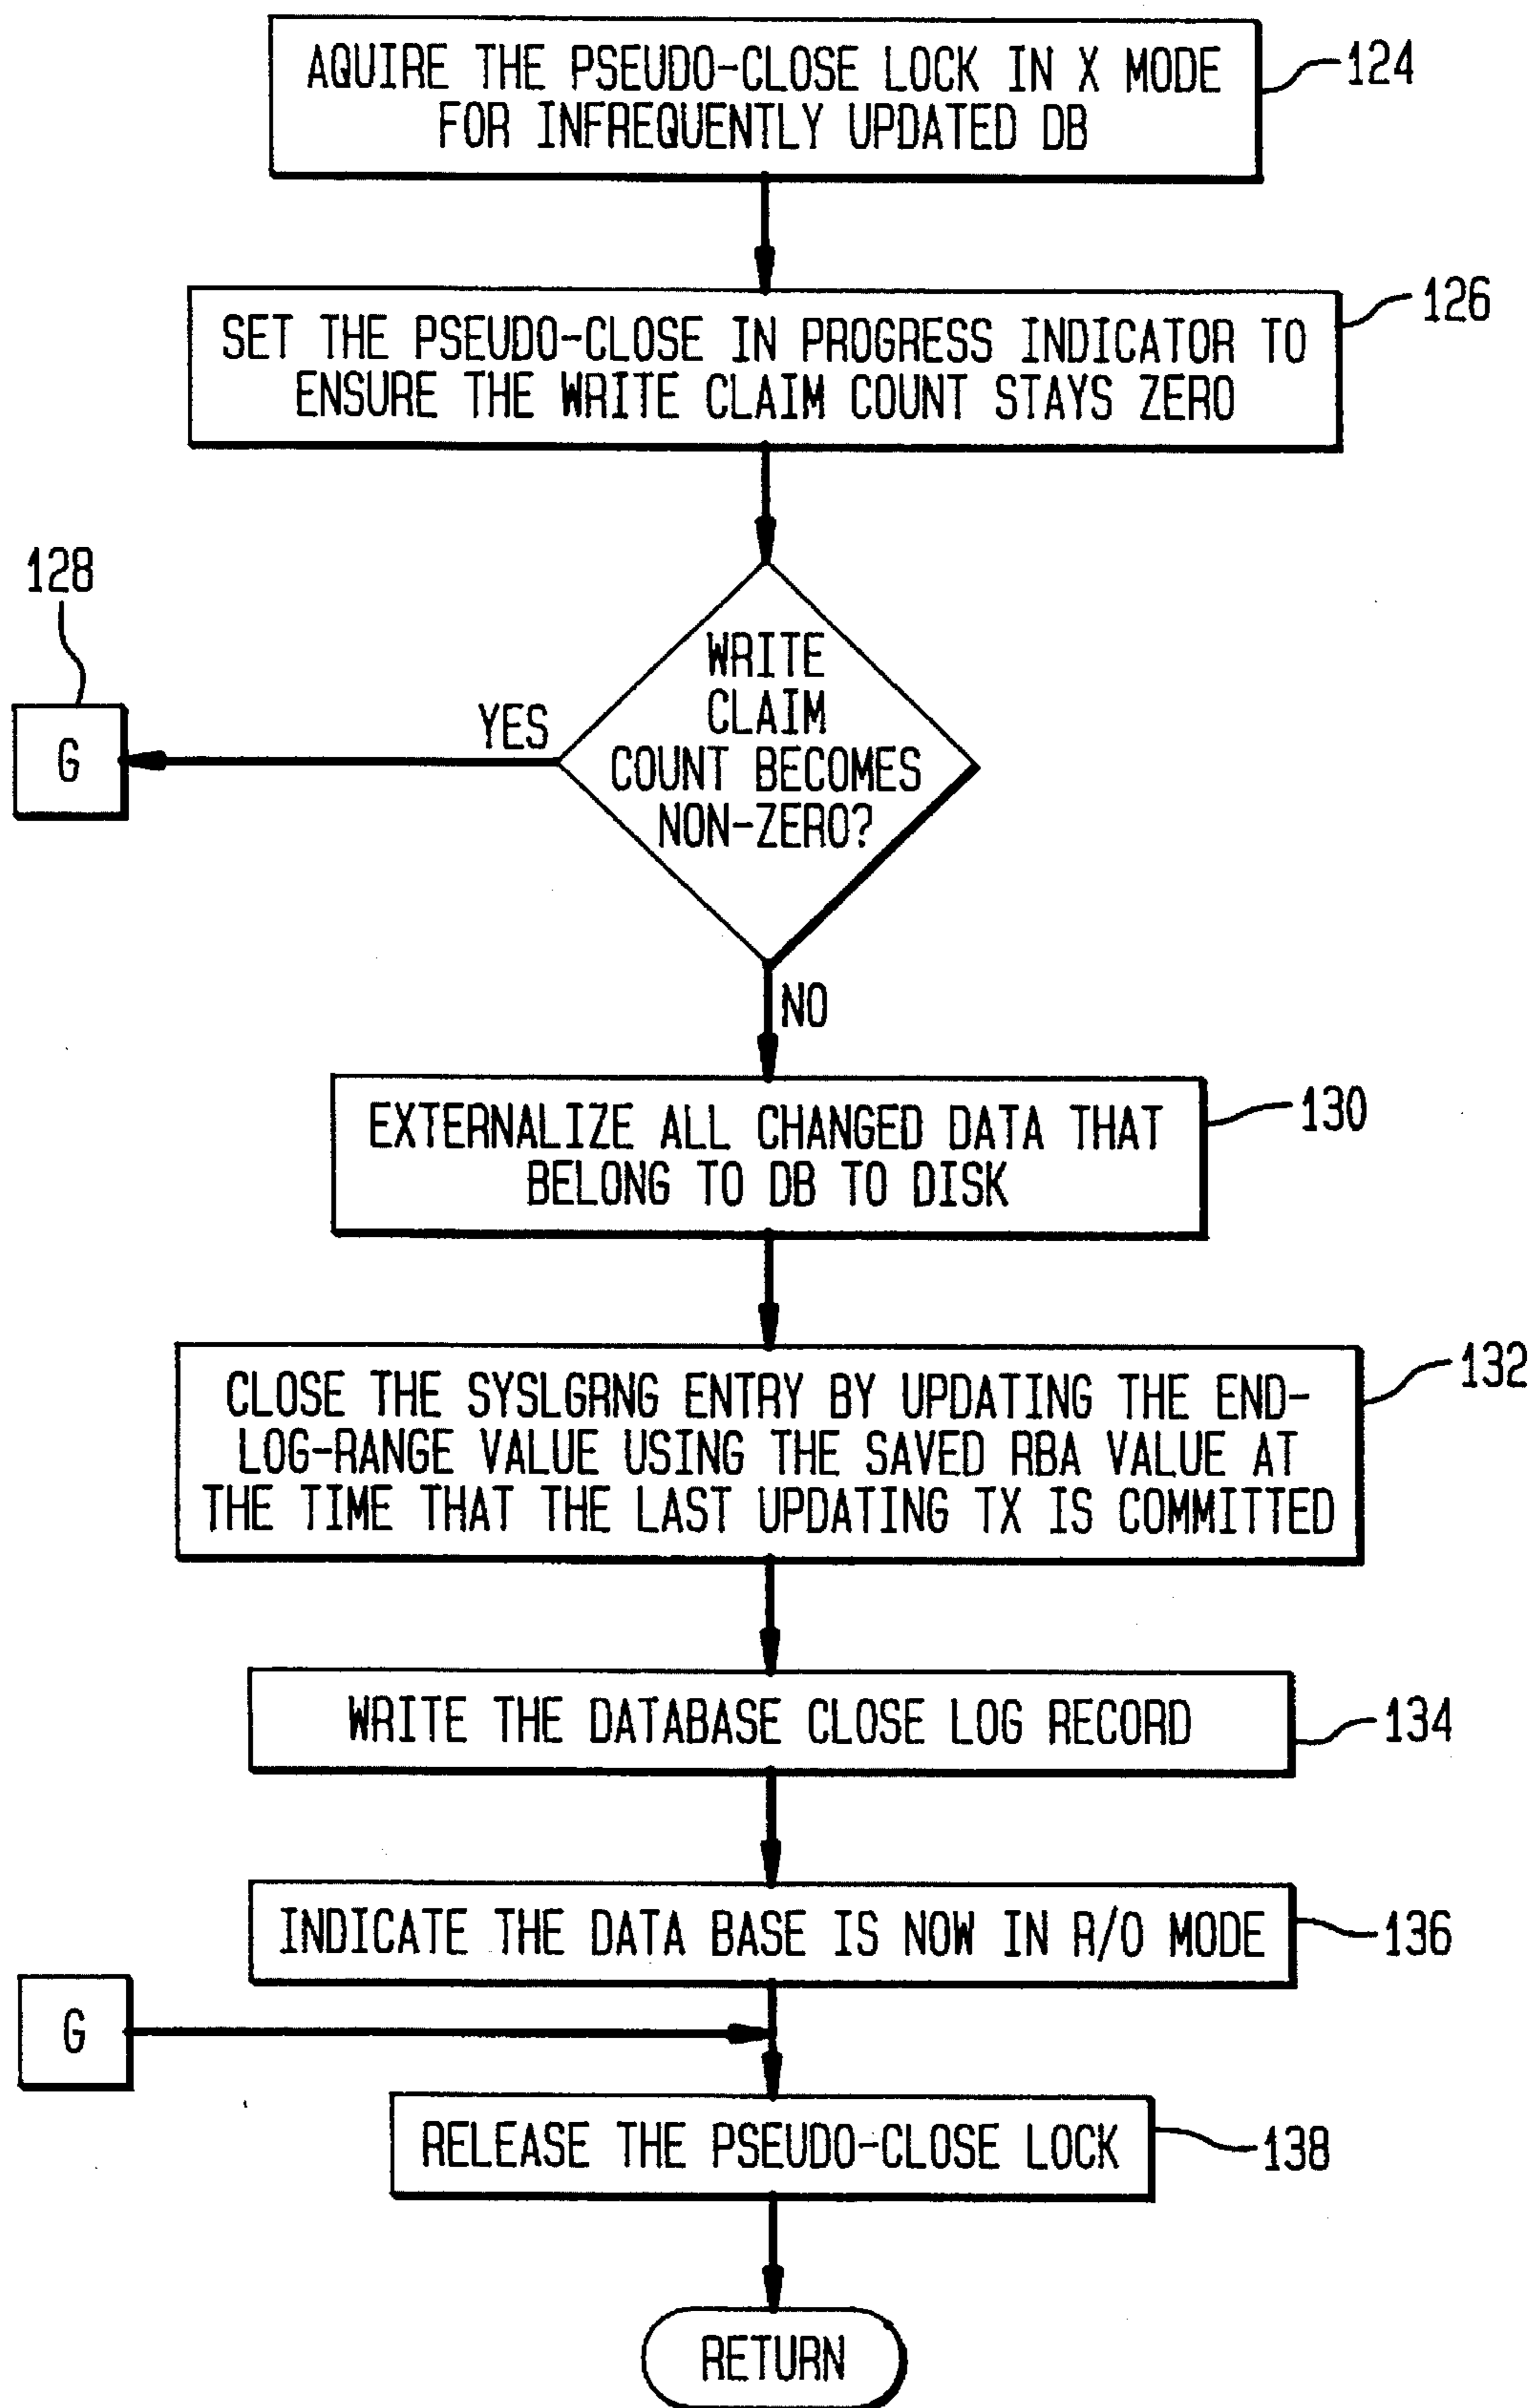 AQUIRE THE PSEUDO-CLOSE LOCK IN X MODE
FOR INFREQUENTLY UPDATED DB
124
SET THE PSEUDO-CLOSE IN PROGRESS INDICATOR TO
ENSURE THE WRITE CLAIM COUNT STAYS ZERO
126
128
G
YES
WRITE
CLAIM
COUNT BECOMES
NON-ZERO?
NO
EXTERNALIZE ALL CHANGED DATA THAT
BELONG TO DB TO DISK
130
CLOSE THE SYSLGRNG ENTRY BY UPDATING THE END-
LOG-RANGE VALUE USING THE SAVED RBA VALUE AT
THE TIME THAT THE LAST UPDATING TX IS COMMITTED
132
WRITE THE DATABASE CLOSE LOG RECORD
134
INDICATE THE DATA BASE IS NOW IN R/O MODE
136
G
RELEASE THE PSEUDO-CLOSE LOCK
138
RETURN